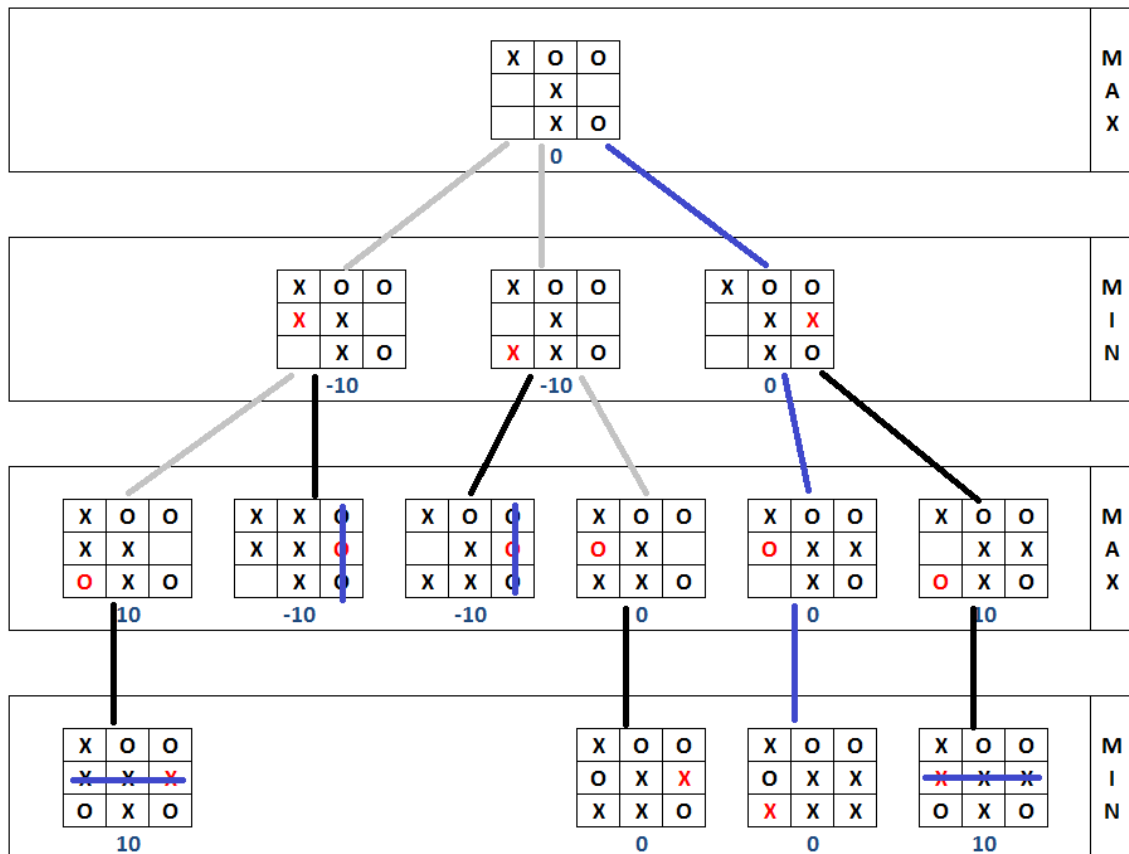 X O O M
X A
X O X
0
X O O X O O X O O M
X X X X X I
X O X X O X O N
-10 -10 0
X O O X X O X O O X O O X O O X O O M
X X X X O X O O X O X X X X A
O X O X O X X O X X O X O O X O X
10 -10 -10 0 0 10
X O O X O O X O O X O O M
X X X O X X O X X X X X I
O X O X X O X X X O X O N
10 0 0 10